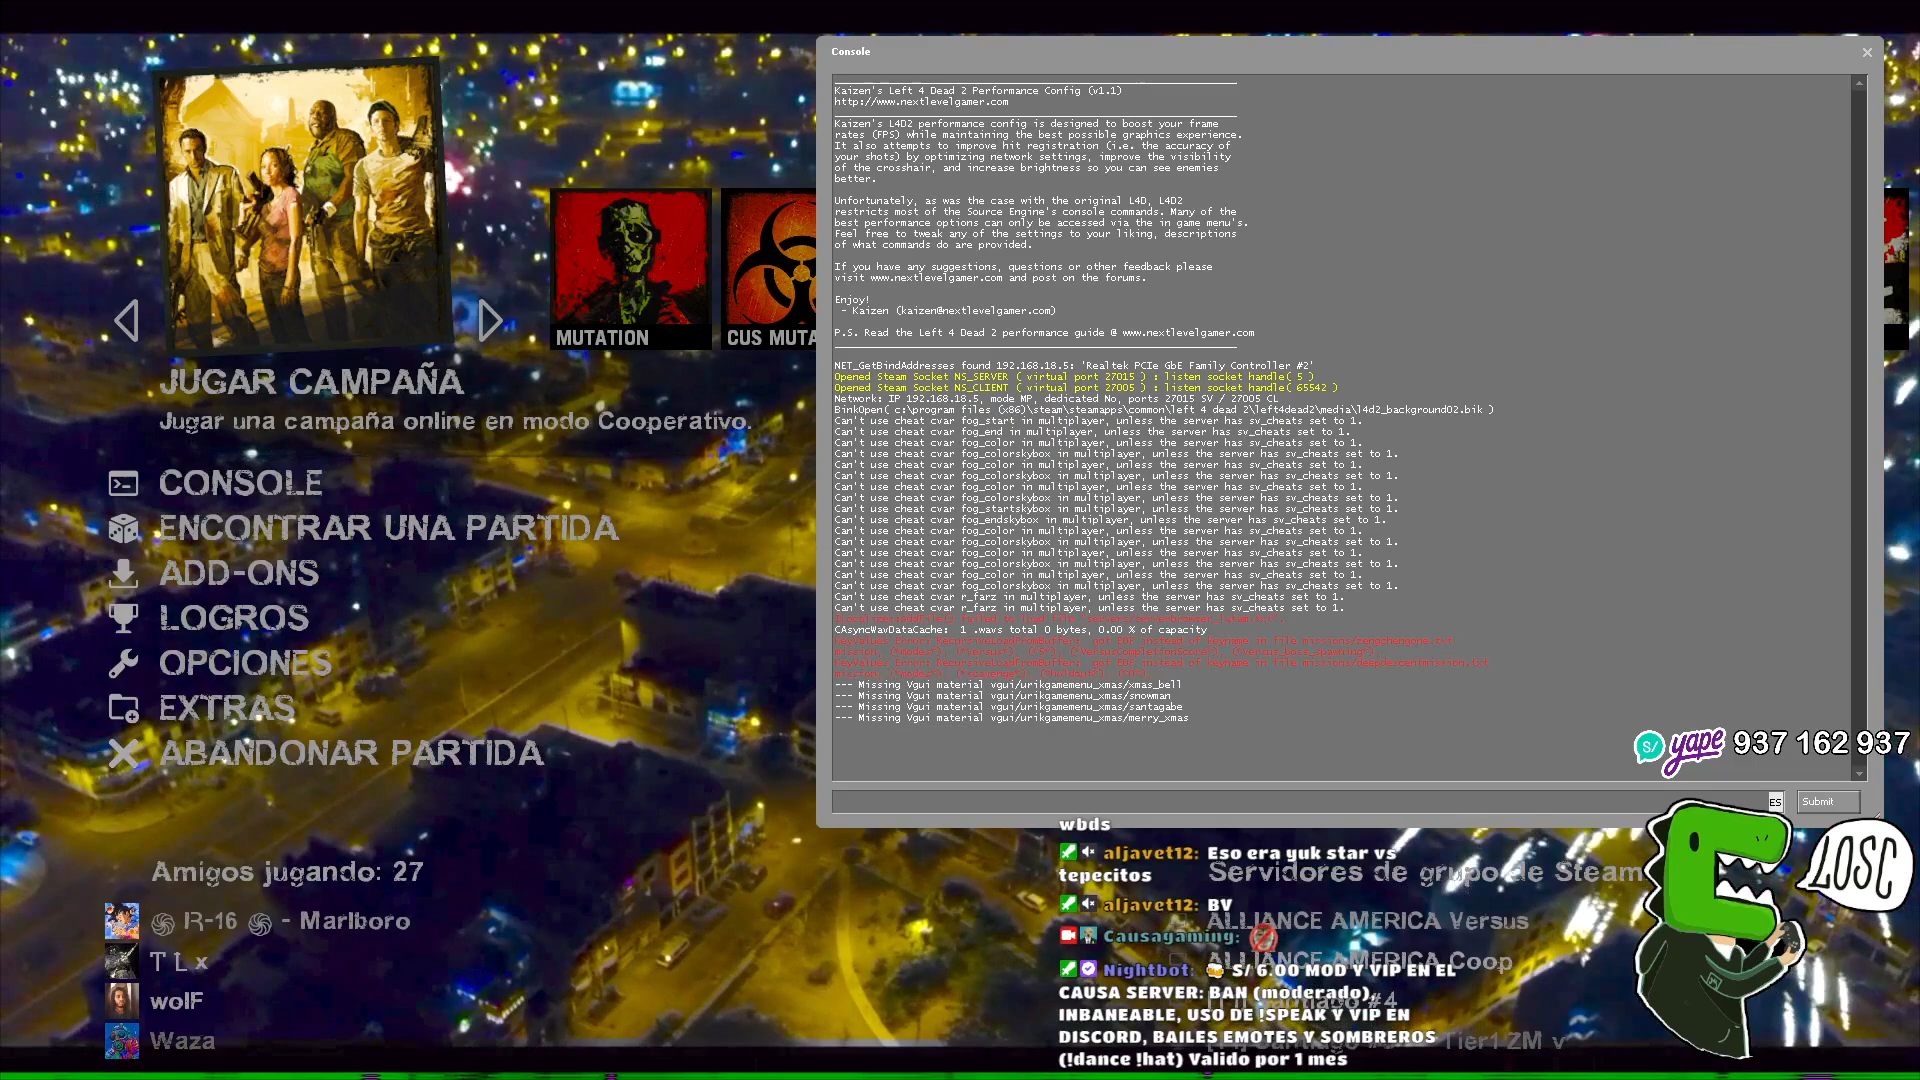 Console
Kaizen's Left 4 Dead 2 Performance Config (v1.1)
http://www.nextlevelgamer.com
Kaizen's L4D2 performance config is designed to boost your frame
rates (FPS) while maintaining the best possible graphics experience.
It also attempts to improve hit registration (i.e. the accuracy of
your shots) by optimizing network settings, improve the visibility
of the crosshair, and increase brightness so you can see enemies
better.
Unfortunately, as was the case with the original L4D, L4D2
restricts most of the Source Engine's console commands. Many of the
best performance options can only be accessed via the in game menu's.
Feel free to tweak any of the settings to your liking, descriptions
of what commands do are provided.
If you have any suggestions, questions or other feedback please
visit www.nextlevelgamer.com and post on the forums.
Enjoy!
- Kaizen (kaizen@nextlevelgamer.com)
P.S. Read the Left 4 Dead 2 performance guide @ www.nextlevelgamer.com
NET_GetBindAddresses found 192.168.18.5: 'Realtek PCIe GbE Family Controller #2'
Opened Steam Socket NS_SERVER ( virtual port 27015 ) : listen socket handle( 5 )
Opened Steam Socket NS_CLIENT ( virtual port 27005 ) : listen socket handle( 65542 )
Network: IP 192.168.18.5, mode MP, dedicated No, ports 27015 SV / 27005 CL
BinkOpen( c:\program files (x86)\steam\steamapps\common\left 4 dead 2\left4dead2\media\l4d2_background02.bik )
Can't use cheat cvar fog_start in multiplayer, unless the server has sv_cheats set to 1.
Can't use cheat cvar fog_end in multiplayer, unless the server has sv_cheats set to 1.
Can't use cheat cvar fog_color in multiplayer, unless the server has sv_cheats set to 1.
Can't use cheat cvar fog_colorskybox in multiplayer, unless the server has sv_cheats set to 1.
Can't use cheat cvar fog_color in multiplayer, unless the server has sv_cheats set to 1.
Can't use cheat cvar fog_colorskybox in multiplayer, unless the server has sv_cheats set to 1.
Can't use cheat cvar fog_color in multiplayer, unless the server has sv_cheats set to 1.
Can't use cheat cvar fog_colorskybox in multiplayer, unless the server has sv_cheats set to 1.
Can't use cheat cvar fog_startskybox in multiplayer, unless the server has sv_cheats set to 1.
Can't use cheat cvar fog_endskybox in multiplayer, unless the server has sv_cheats set to 1.
Can't use cheat cvar fog_color in multiplayer, unless the server has sv_cheats set to 1.
Can't use cheat cvar fog_colorskybox in multiplayer, unless the server has sv_cheats set to 1.
Can't use cheat cvar fog_color in multiplayer, unless the server has sv_cheats set to 1.
Can't use cheat cvar fog_colorskybox in multiplayer, unless the server has sv_cheats set to 1.
Can't use cheat cvar fog_color in multiplayer, unless the server has sv_cheats set to 1.
Can't use cheat cvar fog_colorskybox in multiplayer, unless the server has sv_cheats set to 1.
Can't use cheat cvar r_farz in multiplayer, unless the server has sv_cheats set to 1.
Can't use cheat cvar r_farz in multiplayer, unless the server has sv_cheats set to 1.
CAsyncWavDataCache: 1 .wavs total 0 bytes, 0.00 % of capacity
KeyValues Error: RecursiveLoadFromBuffer: got EOF instead of keyname in file
KeyValues Error: RecursiveLoadFromBuffer: got EOF instead of keyname in file
--- Missing Vgui material vgui/urikgamemenu_xmas/xmas_bell
--- Missing Vgui material vgui/urikgamemenu_xmas/snowman
--- Missing Vgui material vgui/urikgamemenu_xmas/santagabe
--- Missing Vgui material vgui/urikgamemenu_xmas/merry_xmas
ES
Submit
MUTATION
CUS MUTA
JUGAR CAMPAÑA
Jugar una campaña online en modo Cooperativo.
CONSOLE
ENCONTRAR UNA PARTIDA
ADD-ONS
LOGROS
OPCIONES
EXTRAS
ABANDONAR PARTIDA
Amigos jugando: 27
IR-16 - Marlboro
T L x
wolF
Waza
S/ yape 937 162 937
LOSC
wbds
aljavet12: Eso era yuk star vs
tepecitos
aljavet12: BV
Causagaming:
Nightbot: S/ 6.00 MOD Y VIP EN EL
CAUSA SERVER: BAN (moderado),
INBANEABLE, USO DE !SPEAK Y VIP EN
DISCORD, BAILES EMOTES Y SOMBREROS
(!dance !hat) Valido por 1 mes
Servidores de grupo de Steam
ALLIANCE AMERICA Versus
ALLIANCE AMERICA Coop
#4
Tier1 ZM v